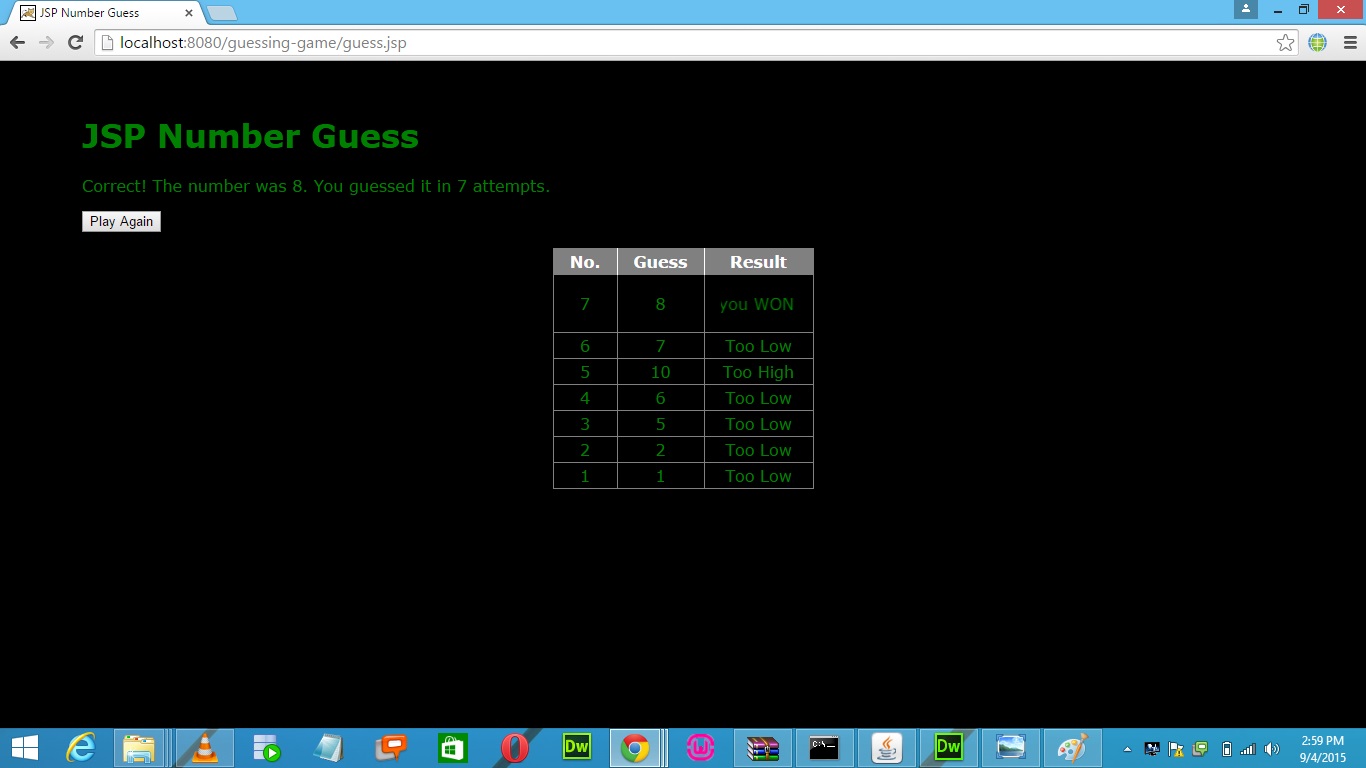 JSP Number Guess
localhost:8080/guessing-game/guess.jsp
JSP Number Guess
Correct! The number was 8. You guessed it in 7 attempts.
Play Again
No. Guess Result
7 8 you WON
6 7 Too Low
5 10 Too High
4 6 Too Low
3 5 Too Low
2 2 Too Low
1 1 Too Low
Dw
Dw
2:59 PM
9/4/2015